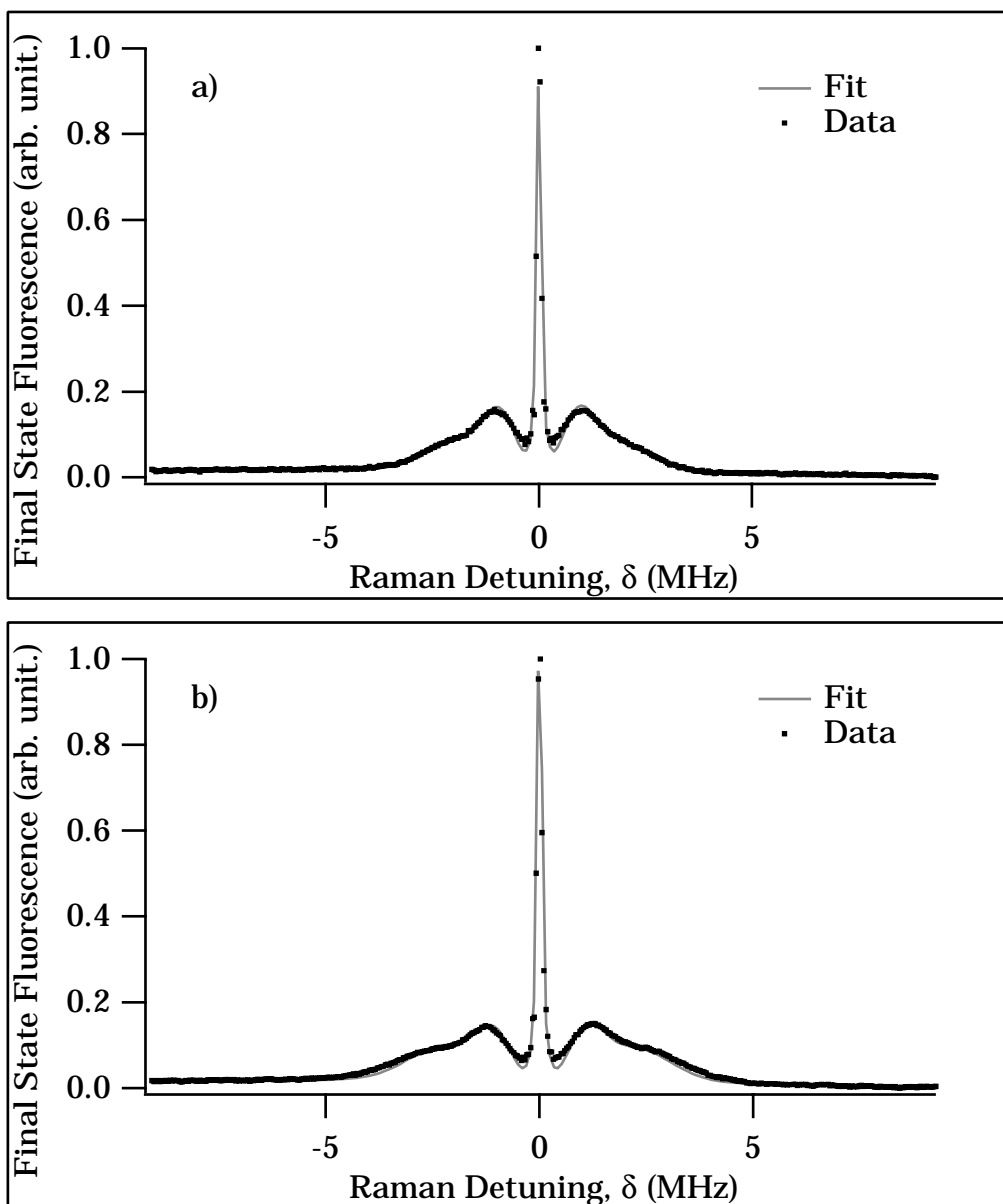 Final State Fluorescence (arb. unit.)
1.0
0.8
0.6
0.4
0.2
0.0
a)
Fit
Data
-5 0 5
Raman Detuning, δ (MHz)
Final State Fluorescence (arb. unit.)
1.0
0.8
0.6
0.4
0.2
0.0
b)
Fit
Data
-5 0 5
Raman Detuning, δ (MHz)